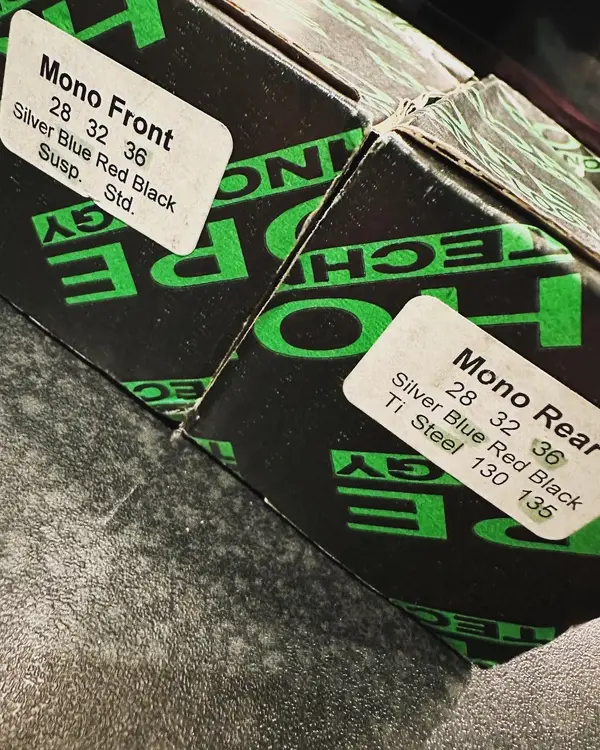 Mono Front
28 32 36
Silver Blue Red Black
Susp. Std.
HOPE
TECHNOLOGY
Mono Rear
28 32 36
Silver Blue Red Black
Ti Steel 130 135